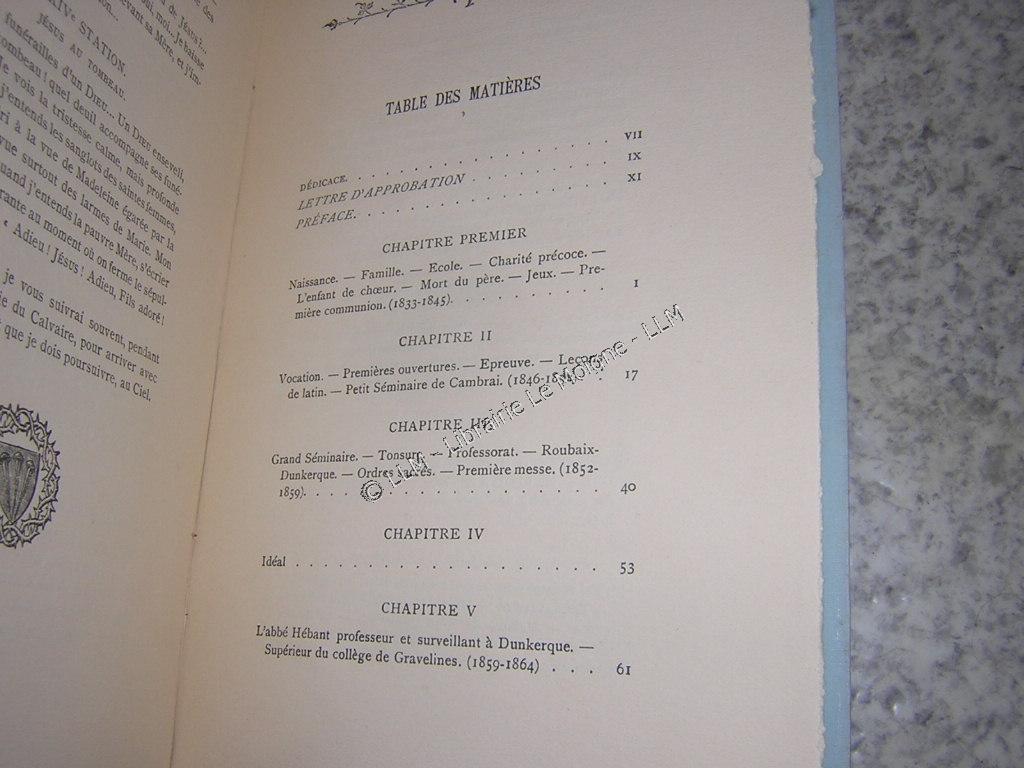 XIVe STATION.
JÉSUS AU TOMBEAU.
funérailles d'un DIEU... Un DIEU enseveli,
tombeau ! quel deuil accompagne ses funé-
Je vois la tristesse calme, mais profonde
j'entends les sanglots des saintes femmes,
ri à la vue de Madeleine égarée par la
vue surtout des larmes de Marie. Mon
quand j'entends la pauvre Mère, s'écrier
rante au moment où on ferme le sépul-
« Adieu ! Jésus ! Adieu, Fils adoré !
je vous suivrai souvent, pendant
du Calvaire, pour arriver avec
que je dois poursuivre, au Ciel.
TABLE DES MATIÈRES
DÉDICACE. . . . . . . . . . . . . . . VII
LETTRE D'APPROBATION . . . . . . . . . IX
PRÉFACE. . . . . . . . . . . . . . . XI
CHAPITRE PREMIER
Naissance. — Famille. — Ecole. — Charité précoce. —
L'enfant de chœur. — Mort du père. — Jeux. — Pre-
mière communion. (1833-1845). . . . . . . . . 1
CHAPITRE II
Vocation. — Premières ouvertures. — Epreuve. — Leçons
de latin. — Petit Séminaire de Cambrai. (1846- 17
CHAPITRE III
Grand Séminaire. — Tonsure. — Professorat. — Roubaix-
Dunkerque. — Ordres sacrés. — Première messe. (1852-
1859). . . . . . . . . . . . . . . . . 40
CHAPITRE IV
Idéal . . . . . . . . . . . . . . . . . 53
CHAPITRE V
L'abbé Hébant professeur et surveillant à Dunkerque. —
Supérieur du collège de Gravelines. (1859-1864) . . . 61
© LLM - Librairie Le Moigne - LLM